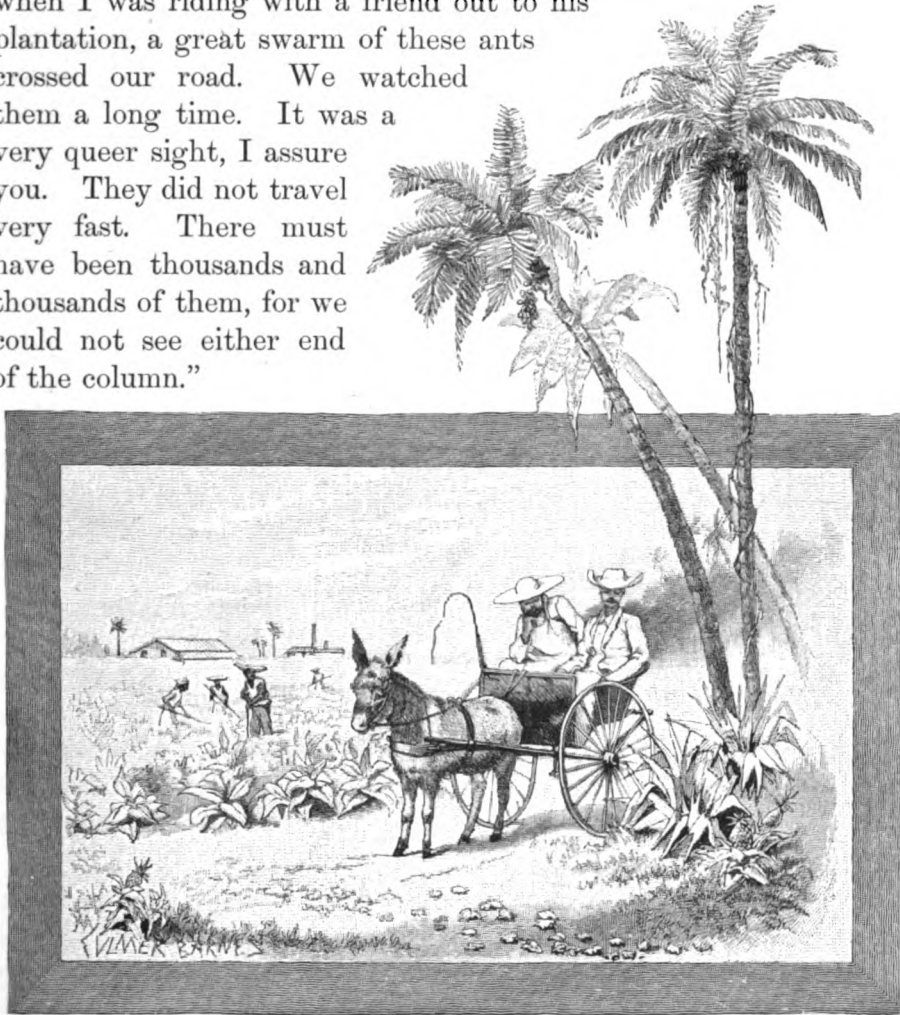 when I was riding with a friend out to his
plantation, a great swarm of these ants
crossed our road. We watched
them a long time. It was a
very queer sight, I assure
you. They did not travel
very fast. There must
have been thousands and
thousands of them, for we
could not see either end
of the column.”
CULMER BARNES